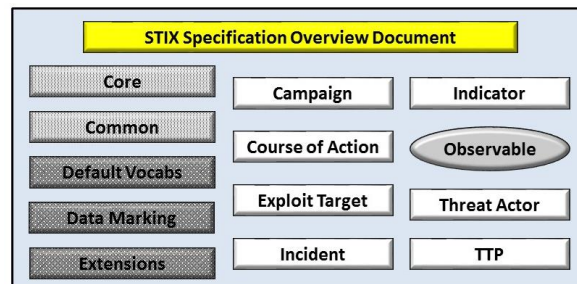 STIX Specification Overview Document
Core
Common
Default Vocabs
Data Marking
Extensions
Campaign
Course of Action
Exploit Target
Incident
Indicator
Observable
Threat Actor
TTP